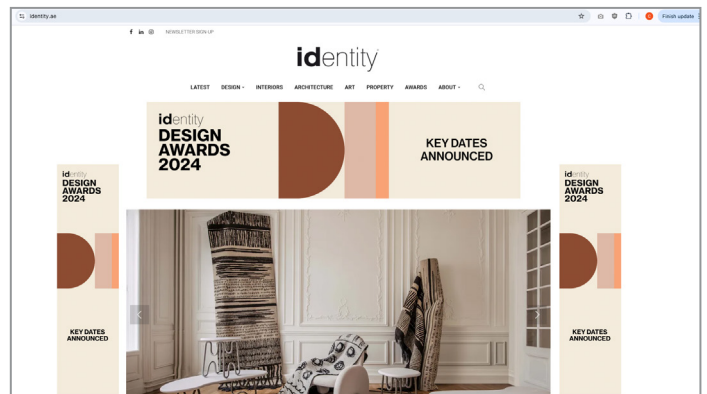 identity.ae
Finish update
f in
NEWSLETTER SIGN UP
identity
LATEST DESIGN INTERIORS ARCHITECTURE ART PROPERTY AWARDS ABOUT
identity
DESIGN
AWARDS
2024
KEY DATES
ANNOUNCED
identity
DESIGN
AWARDS
2024
KEY DATES
ANNOUNCED
identity
DESIGN
AWARDS
2024
KEY DATES
ANNOUNCED